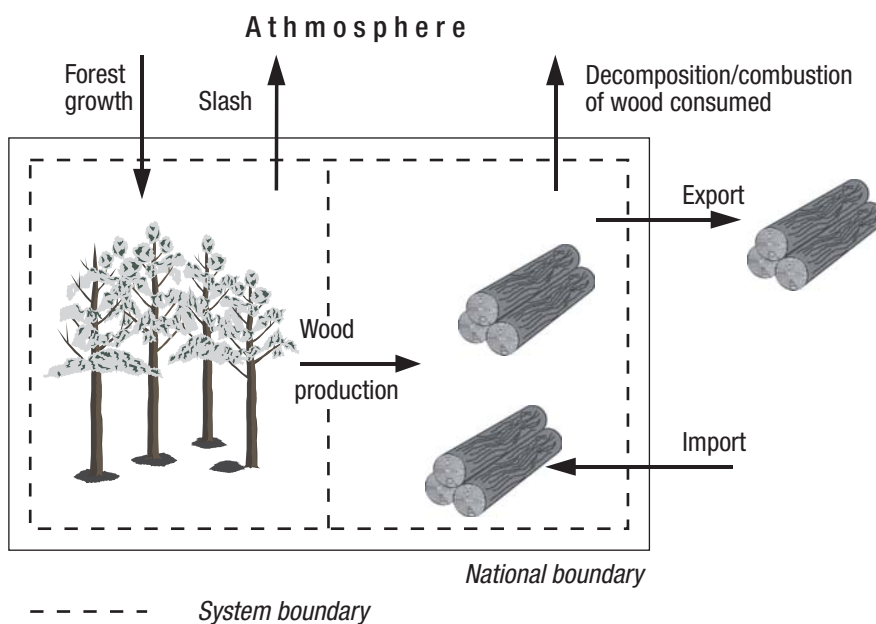 Athmosphere
Forest
growth
Slash
Decomposition/combustion
of wood consumed
Export
Wood
production
Import
National boundary
System boundary